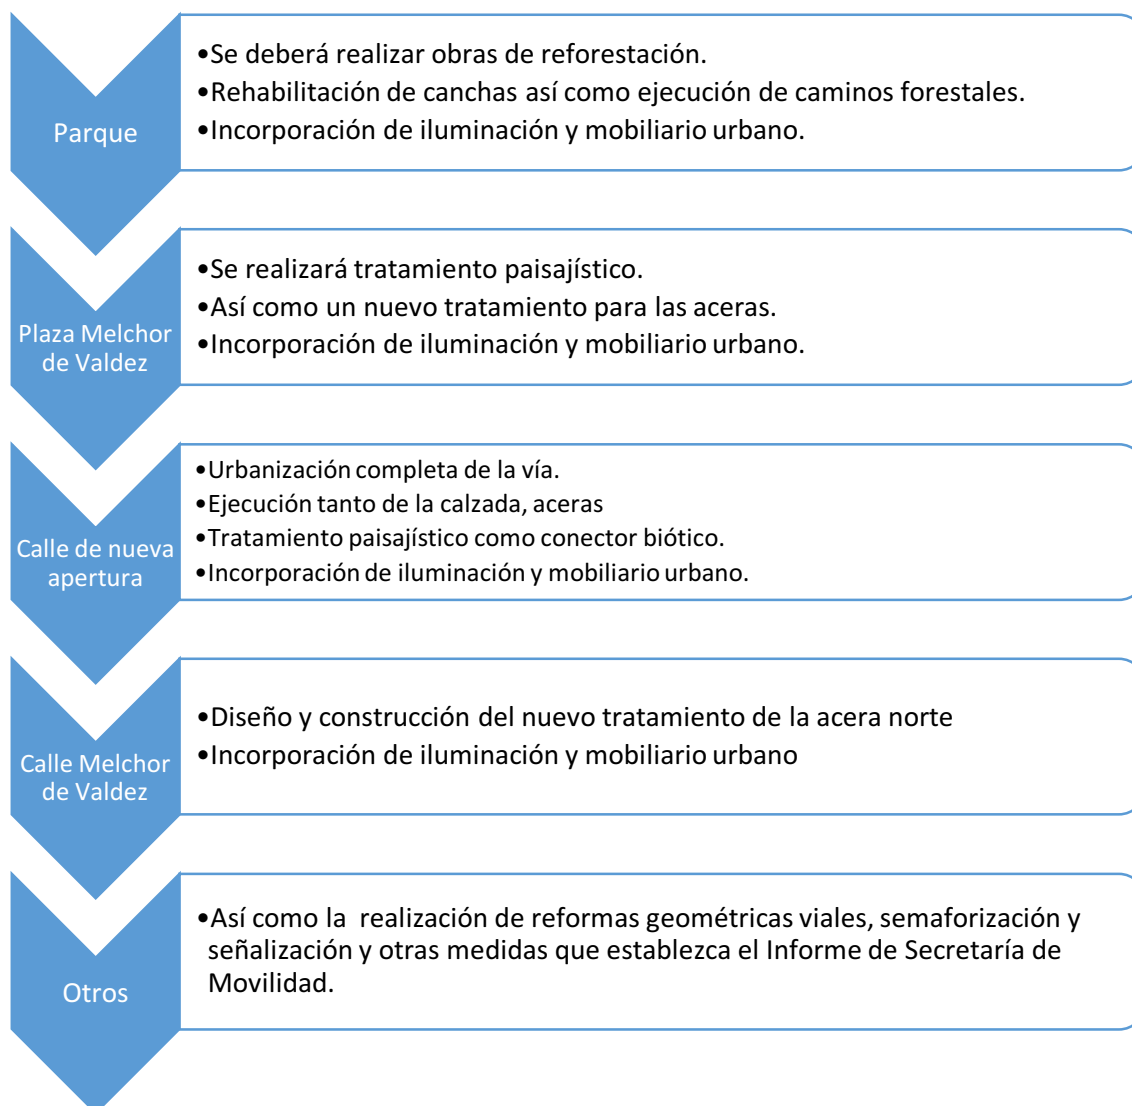 Parque
•Se deberá realizar obras de reforestación.
•Rehabilitación de canchas así como ejecución de caminos forestales.
•Incorporación de iluminación y mobiliario urbano.
Plaza Melchor
de Valdez
•Se realizará tratamiento paisajístico.
•Así como un nuevo tratamiento para las aceras.
•Incorporación de iluminación y mobiliario urbano.
Calle de nueva
apertura
•Urbanización completa de la vía.
•Ejecución tanto de la calzada, aceras
•Tratamiento paisajístico como conector biótico.
•Incorporación de iluminación y mobiliario urbano.
Calle Melchor
de Valdez
•Diseño y construcción del nuevo tratamiento de la acera norte
•Incorporación de iluminación y mobiliario urbano
Otros
•Así como la  realización de reformas geométricas viales, semaforización y
señalización y otras medidas que establezca el Informe de Secretaría de
Movilidad.